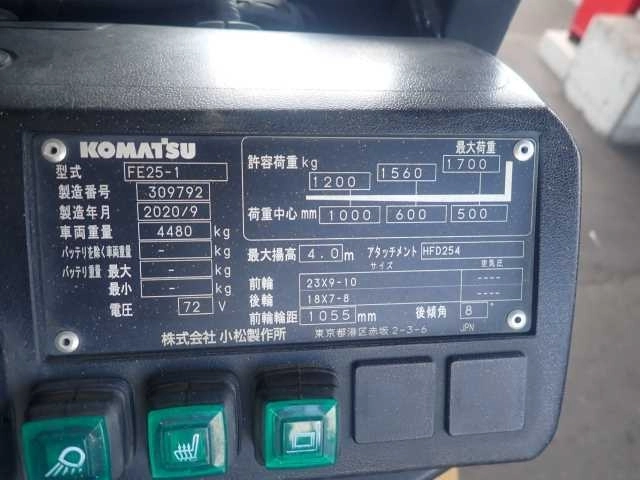 KOMATSU
型式 FE25-1
製造番号 309792
製造年月 2020/9
車両重量 4480 kg
バッテリを除く車両重量 - kg
バッテリ重量 最大 - kg
最小 - kg
電圧 72 V
許容荷重 kg 最大荷重
1200 1560 1700
荷重中心 mm 1000 600 500
最大揚高 4.0 m アタッチメント HFD254
サイズ 空気圧
前輪 23X9-10 ----
後輪 18X7-8 ----
前輪輪距 1055 mm 後傾角 8°
株式会社 小松製作所 東京都港区赤坂2-3-6 JPN